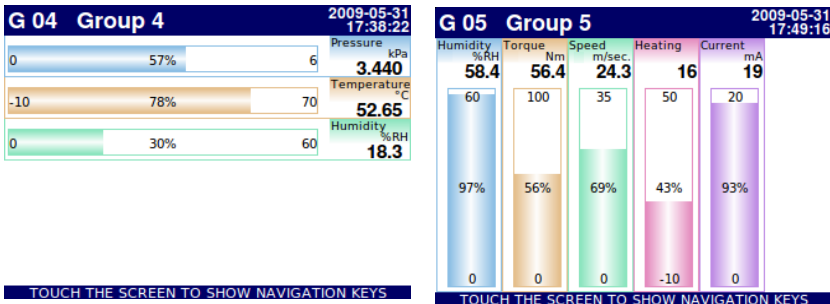 G 04 Group 4
2009-05-31
17:38:22
0 57% 6
Pressure
kPa
3.440
-10 78% 70
Temperature
°C
52.65
0 30% 60
Humidity
%RH
18.3
TOUCH THE SCREEN TO SHOW NAVIGATION KEYS
G 05 Group 5
2009-05-31
17:49:16
Humidity Torque Speed Heating Current
%RH Nm m/sec. mA
58.4 56.4 24.3 16 19
60 100 35 50 20
97% 56% 69% 43% 93%
0 0 0 -10 0
TOUCH THE SCREEN TO SHOW NAVIGATION KEYS